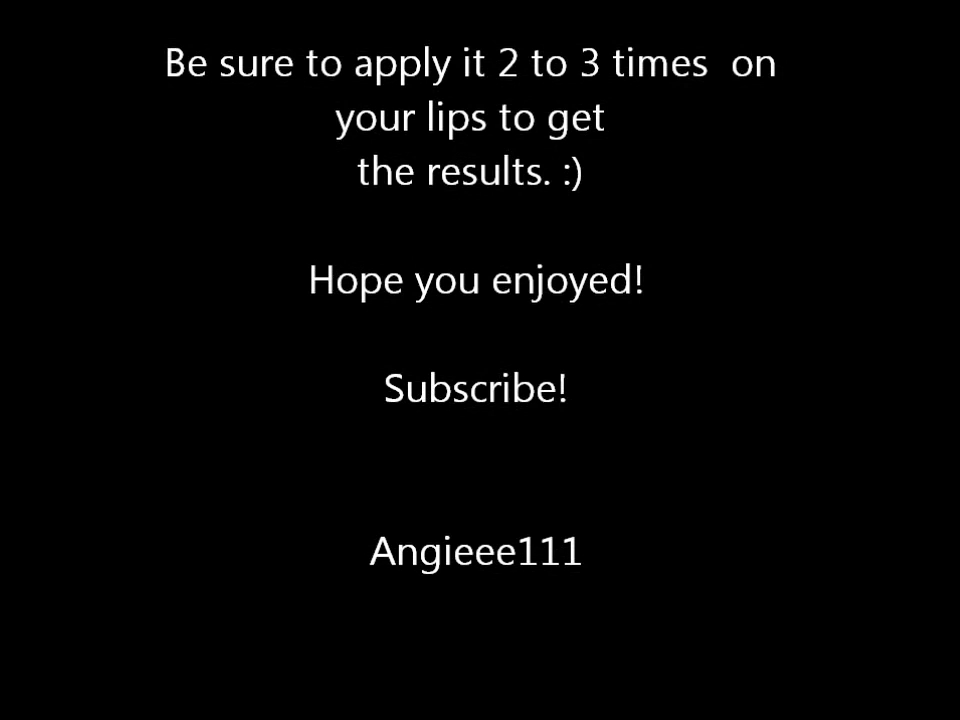 Be sure to apply it 2 to 3 times  on
your lips to get
the results. :)
Hope you enjoyed!
Subscribe!
Angieee111